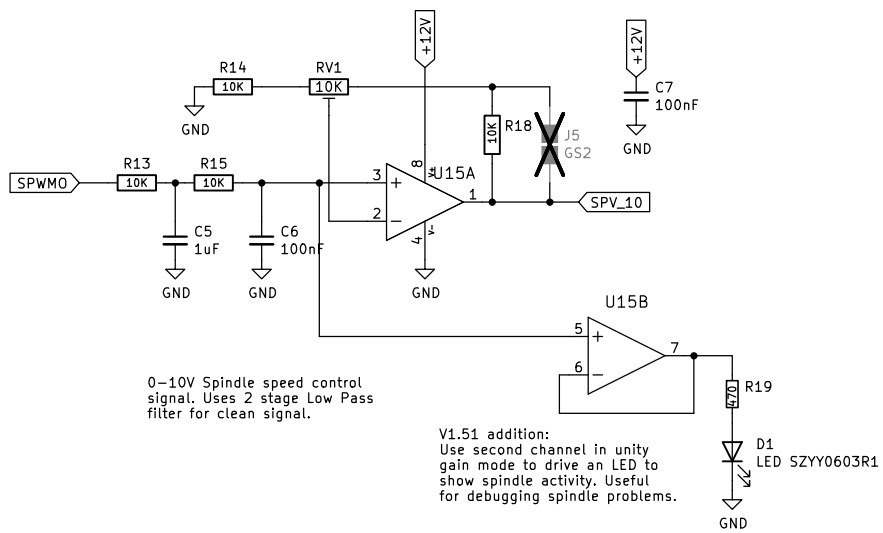 +12V
+12V
R14
10K
RV1
10K
C7
100nF
GND
GND
R18
10K
J5
GS2
R13
10K
R15
10K
SPWMO
8
V+
U15A
3
+
2
−
1
4
V-
SPV_10
C5
1uF
C6
100nF
GND
GND
GND
U15B
5
+
6
−
7
R19
470
0-10V Spindle speed control
signal. Uses 2 stage Low Pass
filter for clean signal.
V1.51 addition:
Use second channel in unity
gain mode to drive an LED to
show spindle activity. Useful
for debugging spindle problems.
D1
LED SZYY0603R1
GND